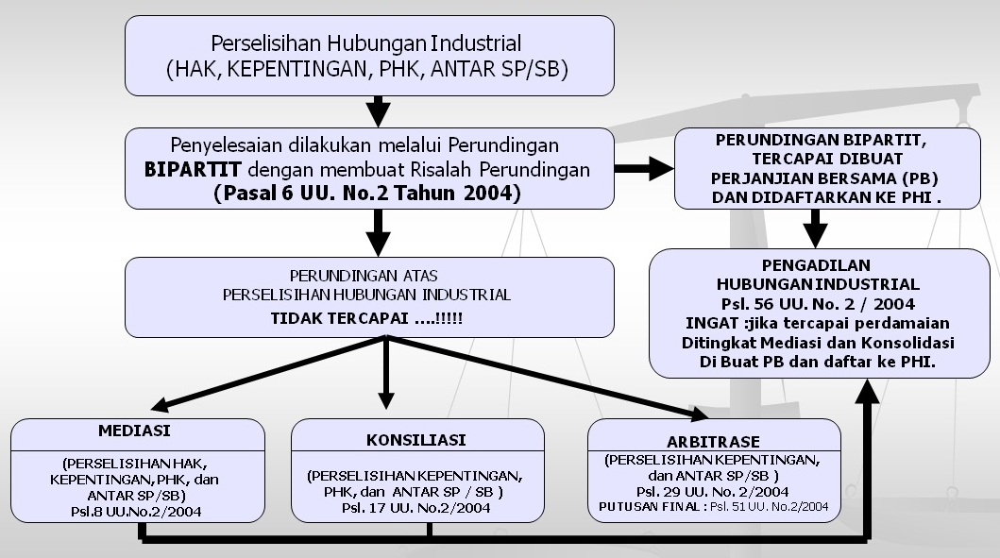 Perselisihan Hubungan Industrial
(HAK, KEPENTINGAN, PHK, ANTAR SP/SB)
Penyelesaian dilakukan melalui Perundingan
BIPARTIT dengan membuat Risalah Perundingan
(Pasal 6 UU. No.2 Tahun 2004)
PERUNDINGAN BIPARTIT,
TERCAPAI DIBUAT
PERJANJIAN BERSAMA (PB)
DAN DIDAFTARKAN KE PHI .
PERUNDINGAN ATAS
PERSELISIHAN HUBUNGAN INDUSTRIAL
TIDAK TERCAPAI ....!!!!!
PENGADILAN
HUBUNGAN INDUSTRIAL
Psl. 56 UU. No. 2 / 2004
INGAT :jika tercapai perdamaian
Ditingkat Mediasi dan Konsolidasi
Di Buat PB dan daftar ke PHI.
MEDIASI
(PERSELISIHAN HAK,
KEPENTINGAN, PHK, dan
ANTAR SP/SB)
Psl.8 UU.No.2/2004
KONSILIASI
(PERSELISIHAN KEPENTINGAN,
PHK, dan ANTAR SP / SB )
Psl. 17 UU. No.2/2004
ARBITRASE
(PERSELISIHAN KEPENTINGAN,
dan ANTAR SP/SB )
Psl. 29 UU. No. 2/2004
PUTUSAN FINAL : Psl. 51 UU. No.2/2004